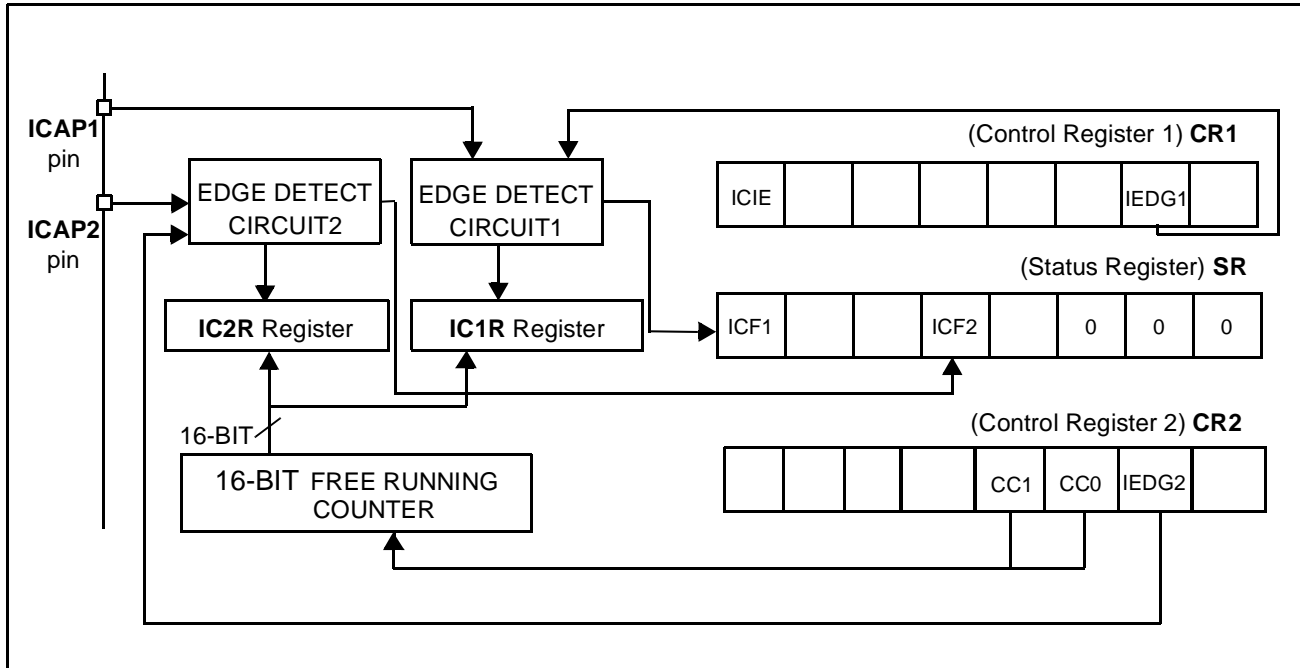 ICAP1
pin
ICAP2
pin
EDGE DETECT
CIRCUIT2
EDGE DETECT
CIRCUIT1
IC2R Register
IC1R Register
16-BIT
16-BIT FREE RUNNING
COUNTER
(Control Register 1) CR1
ICIE IEDG1
(Status Register) SR
ICF1 ICF2 0 0 0
(Control Register 2) CR2
CC1 CC0 IEDG2